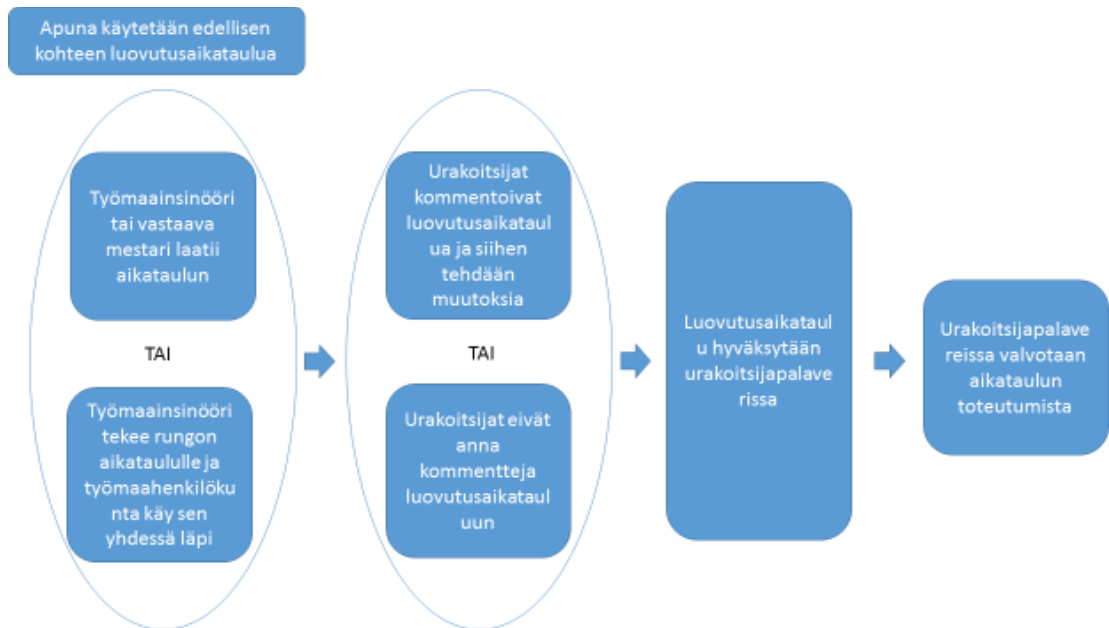 Apuna käytetään edellisen
kohteen luovutusaikataulua
Työmaainsinööri
tai vastaava
mestari laatii
aikataulun
TAI
Työmaainsinööri
tekee rungon
aikataululle ja
työmaahenkilöku
nta käy sen
yhdessä läpi
Urakoitsijat
kommentoivat
luovutusaikataul
ua ja siihen
tehdään
muutoksia
TAI
Urakoitsijat eivät
anna
kommentteja
luovutusaikataul
uun
Luovutusaikataul
u hyväksytään
urakoitsijapalave
rissa
Urakoitsijapalave
reissa valvotaan
aikataulun
toteutumista